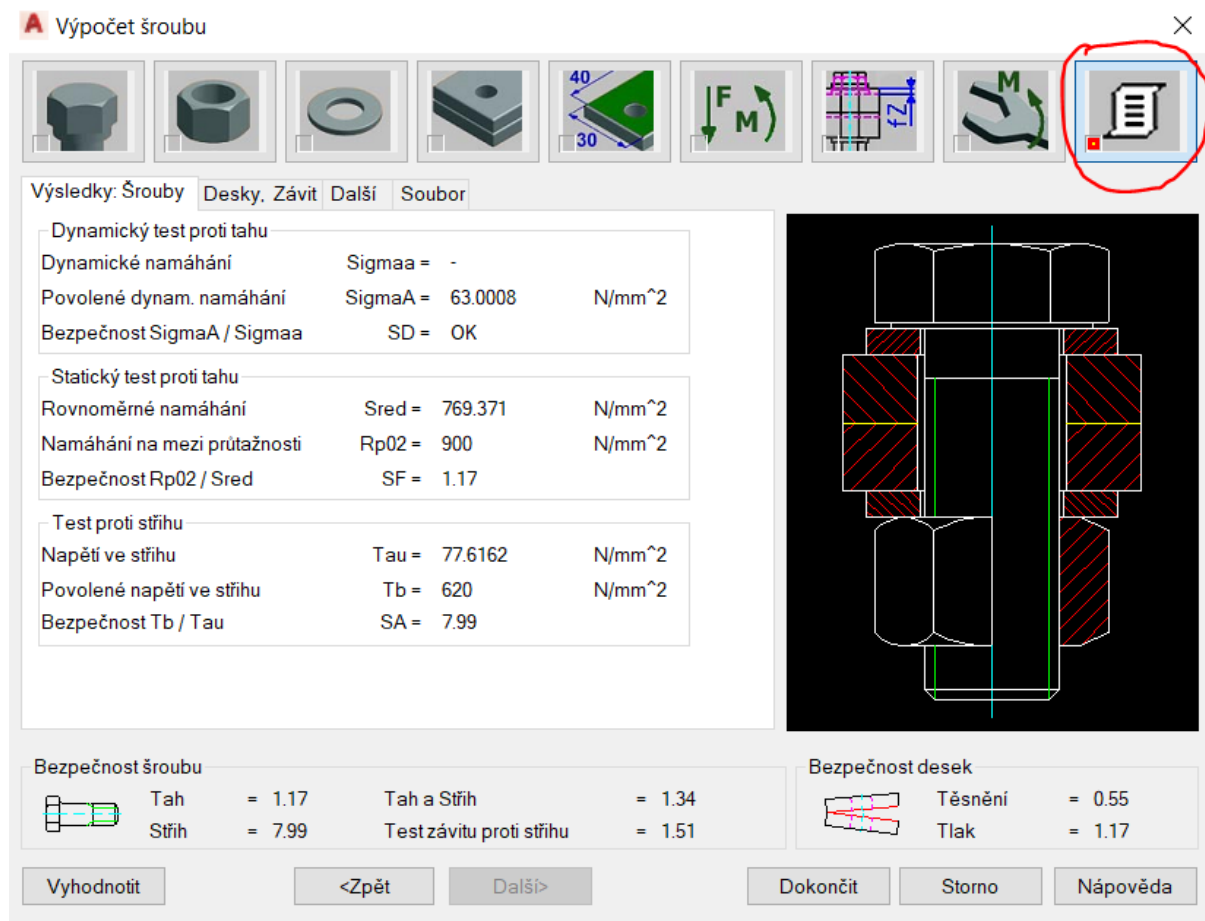 A Výpočet šroubu
40
30
F
M
fZ
M
Výsledky: Šrouby Desky, Závit Další Soubor
Dynamický test proti tahu
Dynamické namáhání Sigmaa = -
Povolené dynam. namáhání SigmaA = 63.0008 N/mm^2
Bezpečnost SigmaA / Sigmaa SD = OK
Statický test proti tahu
Rovnoměrné namáhání Sred = 769.371 N/mm^2
Namáhání na mezi průtažnosti Rp02 = 900 N/mm^2
Bezpečnost Rp02 / Sred SF = 1.17
Test proti střihu
Napětí ve střihu Tau = 77.6162 N/mm^2
Povolené napětí ve střihu Tb = 620 N/mm^2
Bezpečnost Tb / Tau SA = 7.99
Bezpečnost šroubu
Tah = 1.17 Tah a Střih = 1.34
Střih = 7.99 Test závitu proti střihu = 1.51
Bezpečnost desek
Těsnění = 0.55
Tlak = 1.17
Vyhodnotit <Zpět Další> Dokončit Storno Nápověda